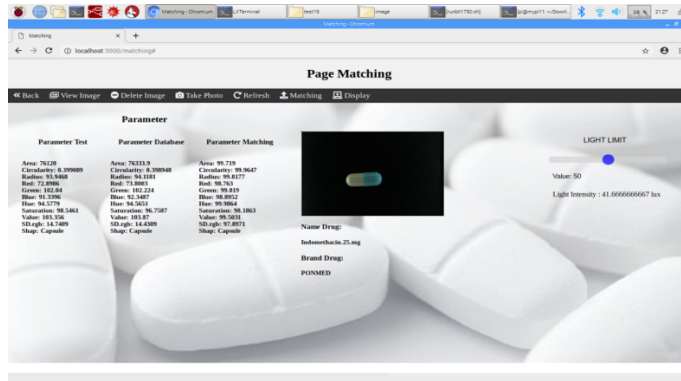 Matching - Chromium
LXTerminal
test18
image
34 %
21:27
Matching - Chromium
Matching
localhost:3000/matching#
Page Matching
Back View Image Delete Image Take Photo Refresh Matching Display
Parameter
Parameter Test
Area: 76120
Circularity: 0.399089
Radius: 93.9468
Red: 72.8986
Green: 102.04
Blue: 91.3396
Hue: 94.5779
Saturation: 98.5461
Value: 103.356
SD.rgb: 14.7409
Shap: Capsule
Parameter Database
Area: 76333.9
Circularity: 0.398948
Radius: 94.1181
Red: 73.8003
Green: 102.224
Blue: 92.3487
Hue: 94.5651
Saturation: 96.7587
Value: 103.87
SD.rgb: 14.4309
Shap: Capsule
Parameter Matching
Area: 99.719
Circularity: 99.9647
Radius: 99.8177
Red: 98.763
Green: 99.819
Blue: 98.8952
Hue: 99.9864
Saturation: 98.1863
Value: 99.5031
SD.rgb: 97.8971
Shap: Capsule
Name Drug:
Indomethacin.25.mg
Brand Drug:
PONMED
LIGHT LIMIT
Value: 50
Light Intensity : 41.6666666667 lux